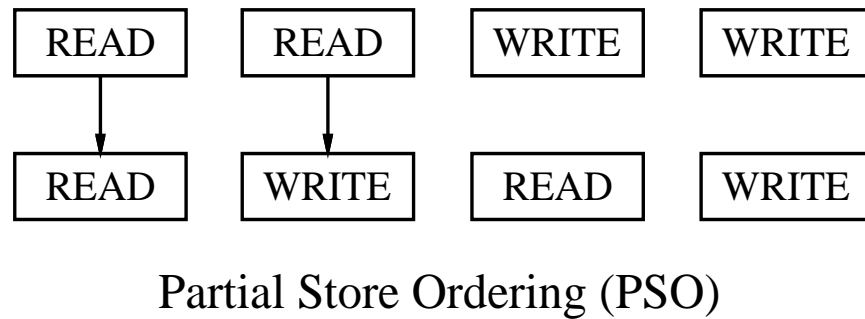 READ READ WRITE WRITE
READ WRITE READ WRITE
Partial Store Ordering (PSO)